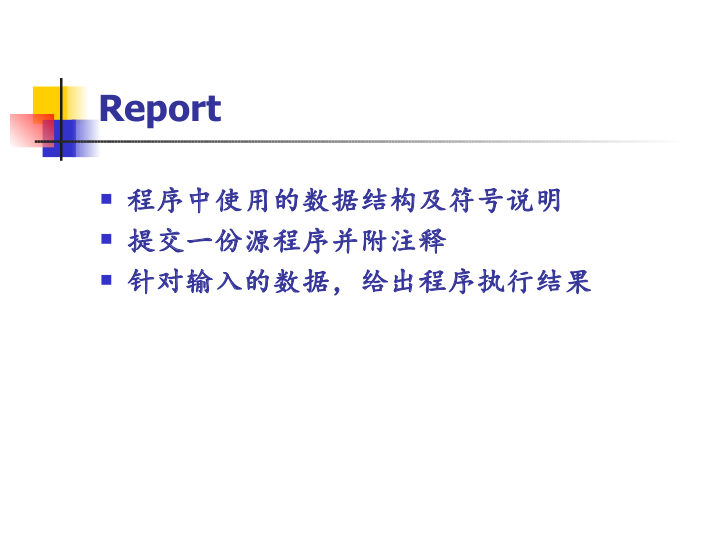 Report
程序中使用的数据结构及符号说明
提交一份源程序并附注释
针对输入的数据，给出程序执行结果